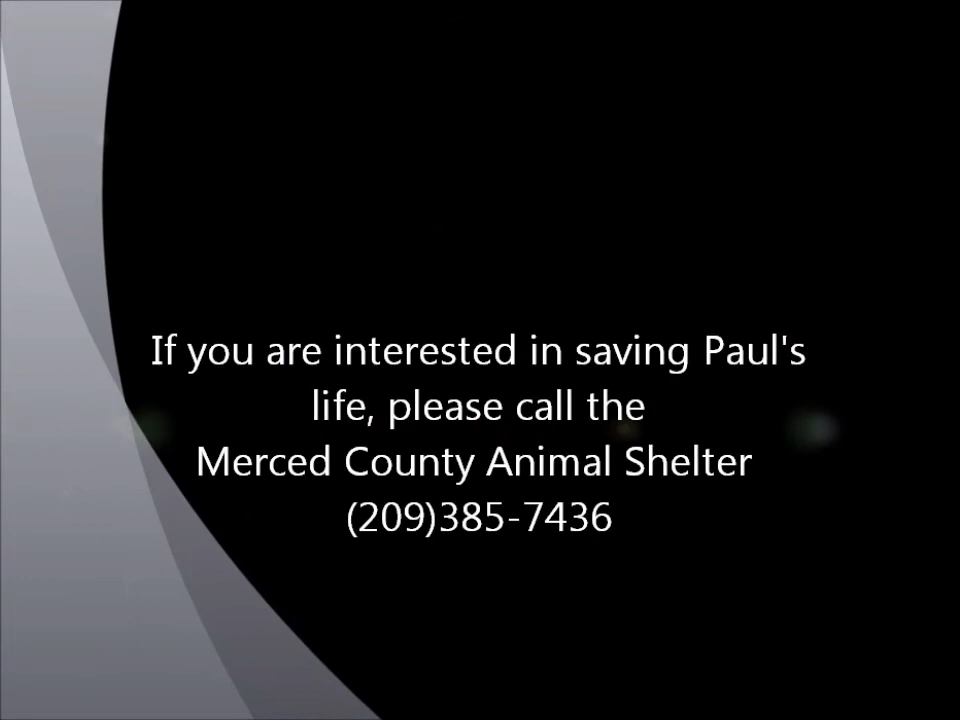 If you are interested in saving Paul's
life, please call the
Merced County Animal Shelter
(209)385-7436